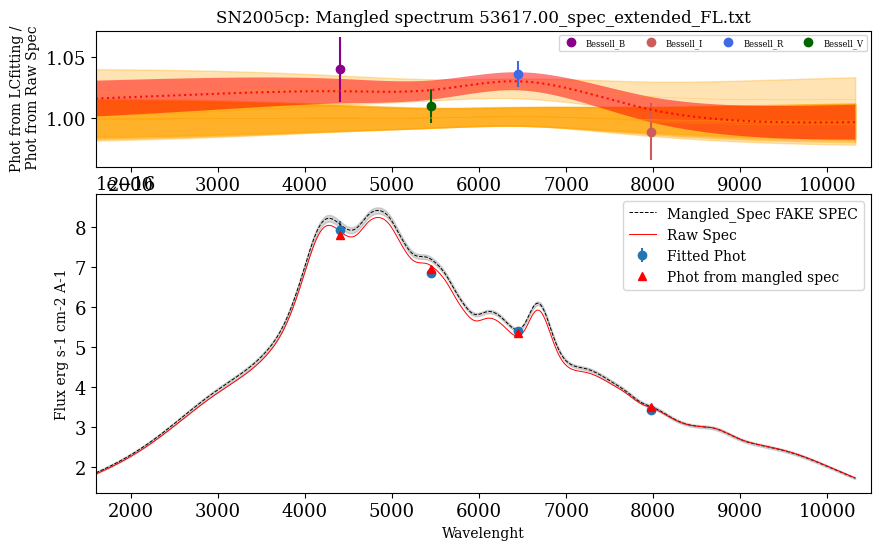 SN2005cp: Mangled spectrum 53617.00_spec_extended_FL.txt
Phot from LCfitting /
Phot from Raw Spec
1.05
1.00
Bessell_B
Bessell_I
Bessell_R
Bessell_V
2000 3000 4000 5000 6000 7000 8000 9000 10000
1e−16
8
7
6
5
4
3
2
Flux erg s-1 cm-2 A-1
Mangled_Spec FAKE SPEC
Raw Spec
Fitted Phot
Phot from mangled spec
2000 3000 4000 5000 6000 7000 8000 9000 10000
Wavelenght